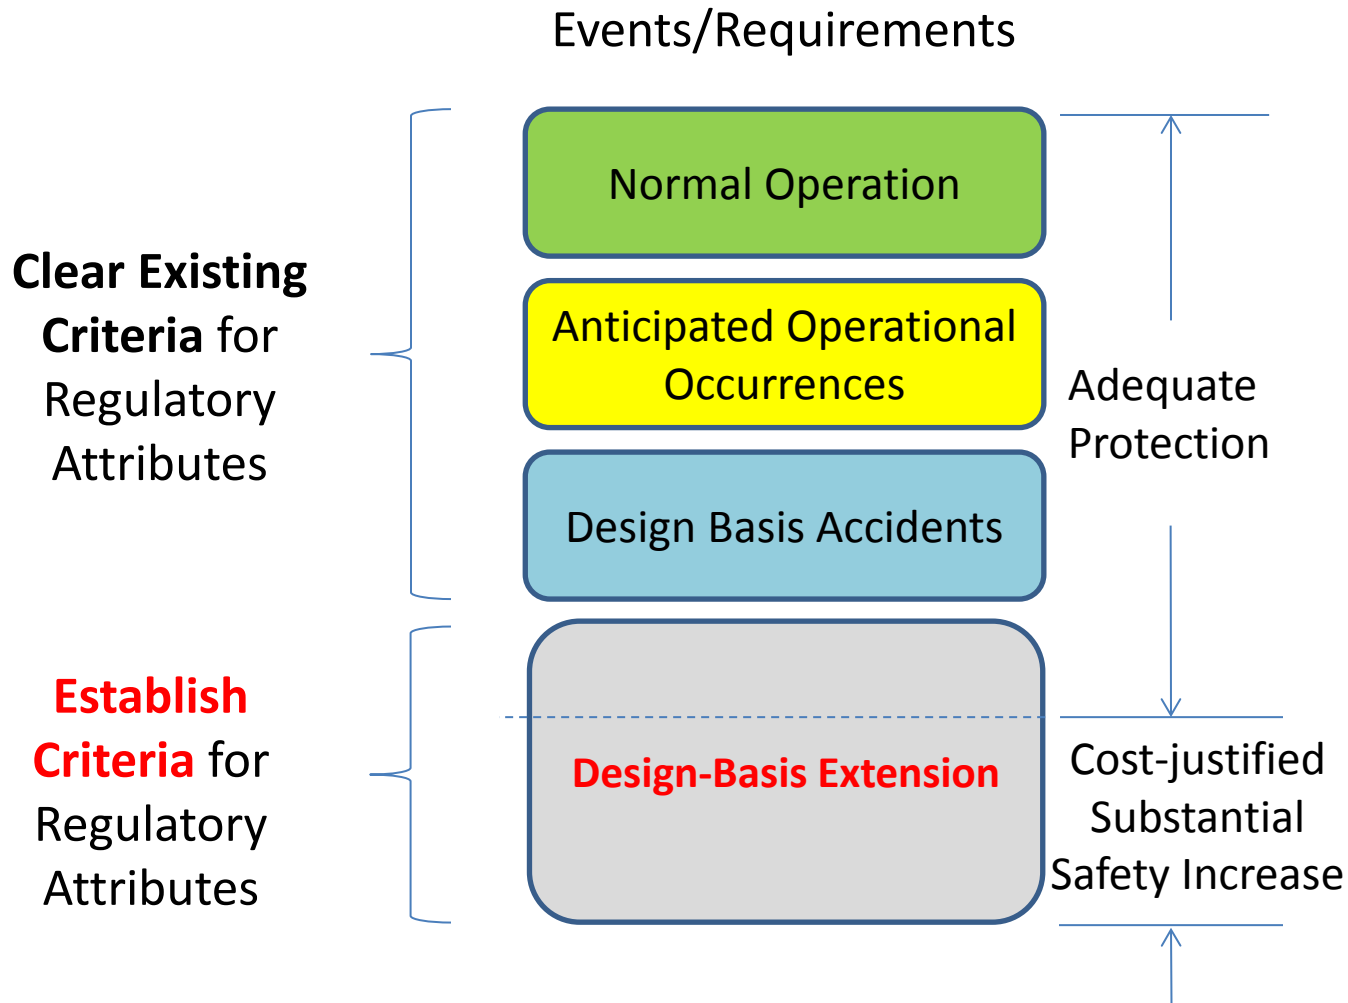 Events/Requirements
Normal Operation
Clear Existing
Criteria for
Regulatory
Attributes
Anticipated Operational
Occurrences
Adequate
Protection
Design Basis Accidents
Establish
Criteria for
Regulatory
Attributes
Design-Basis Extension
Cost-justified
Substantial
Safety Increase